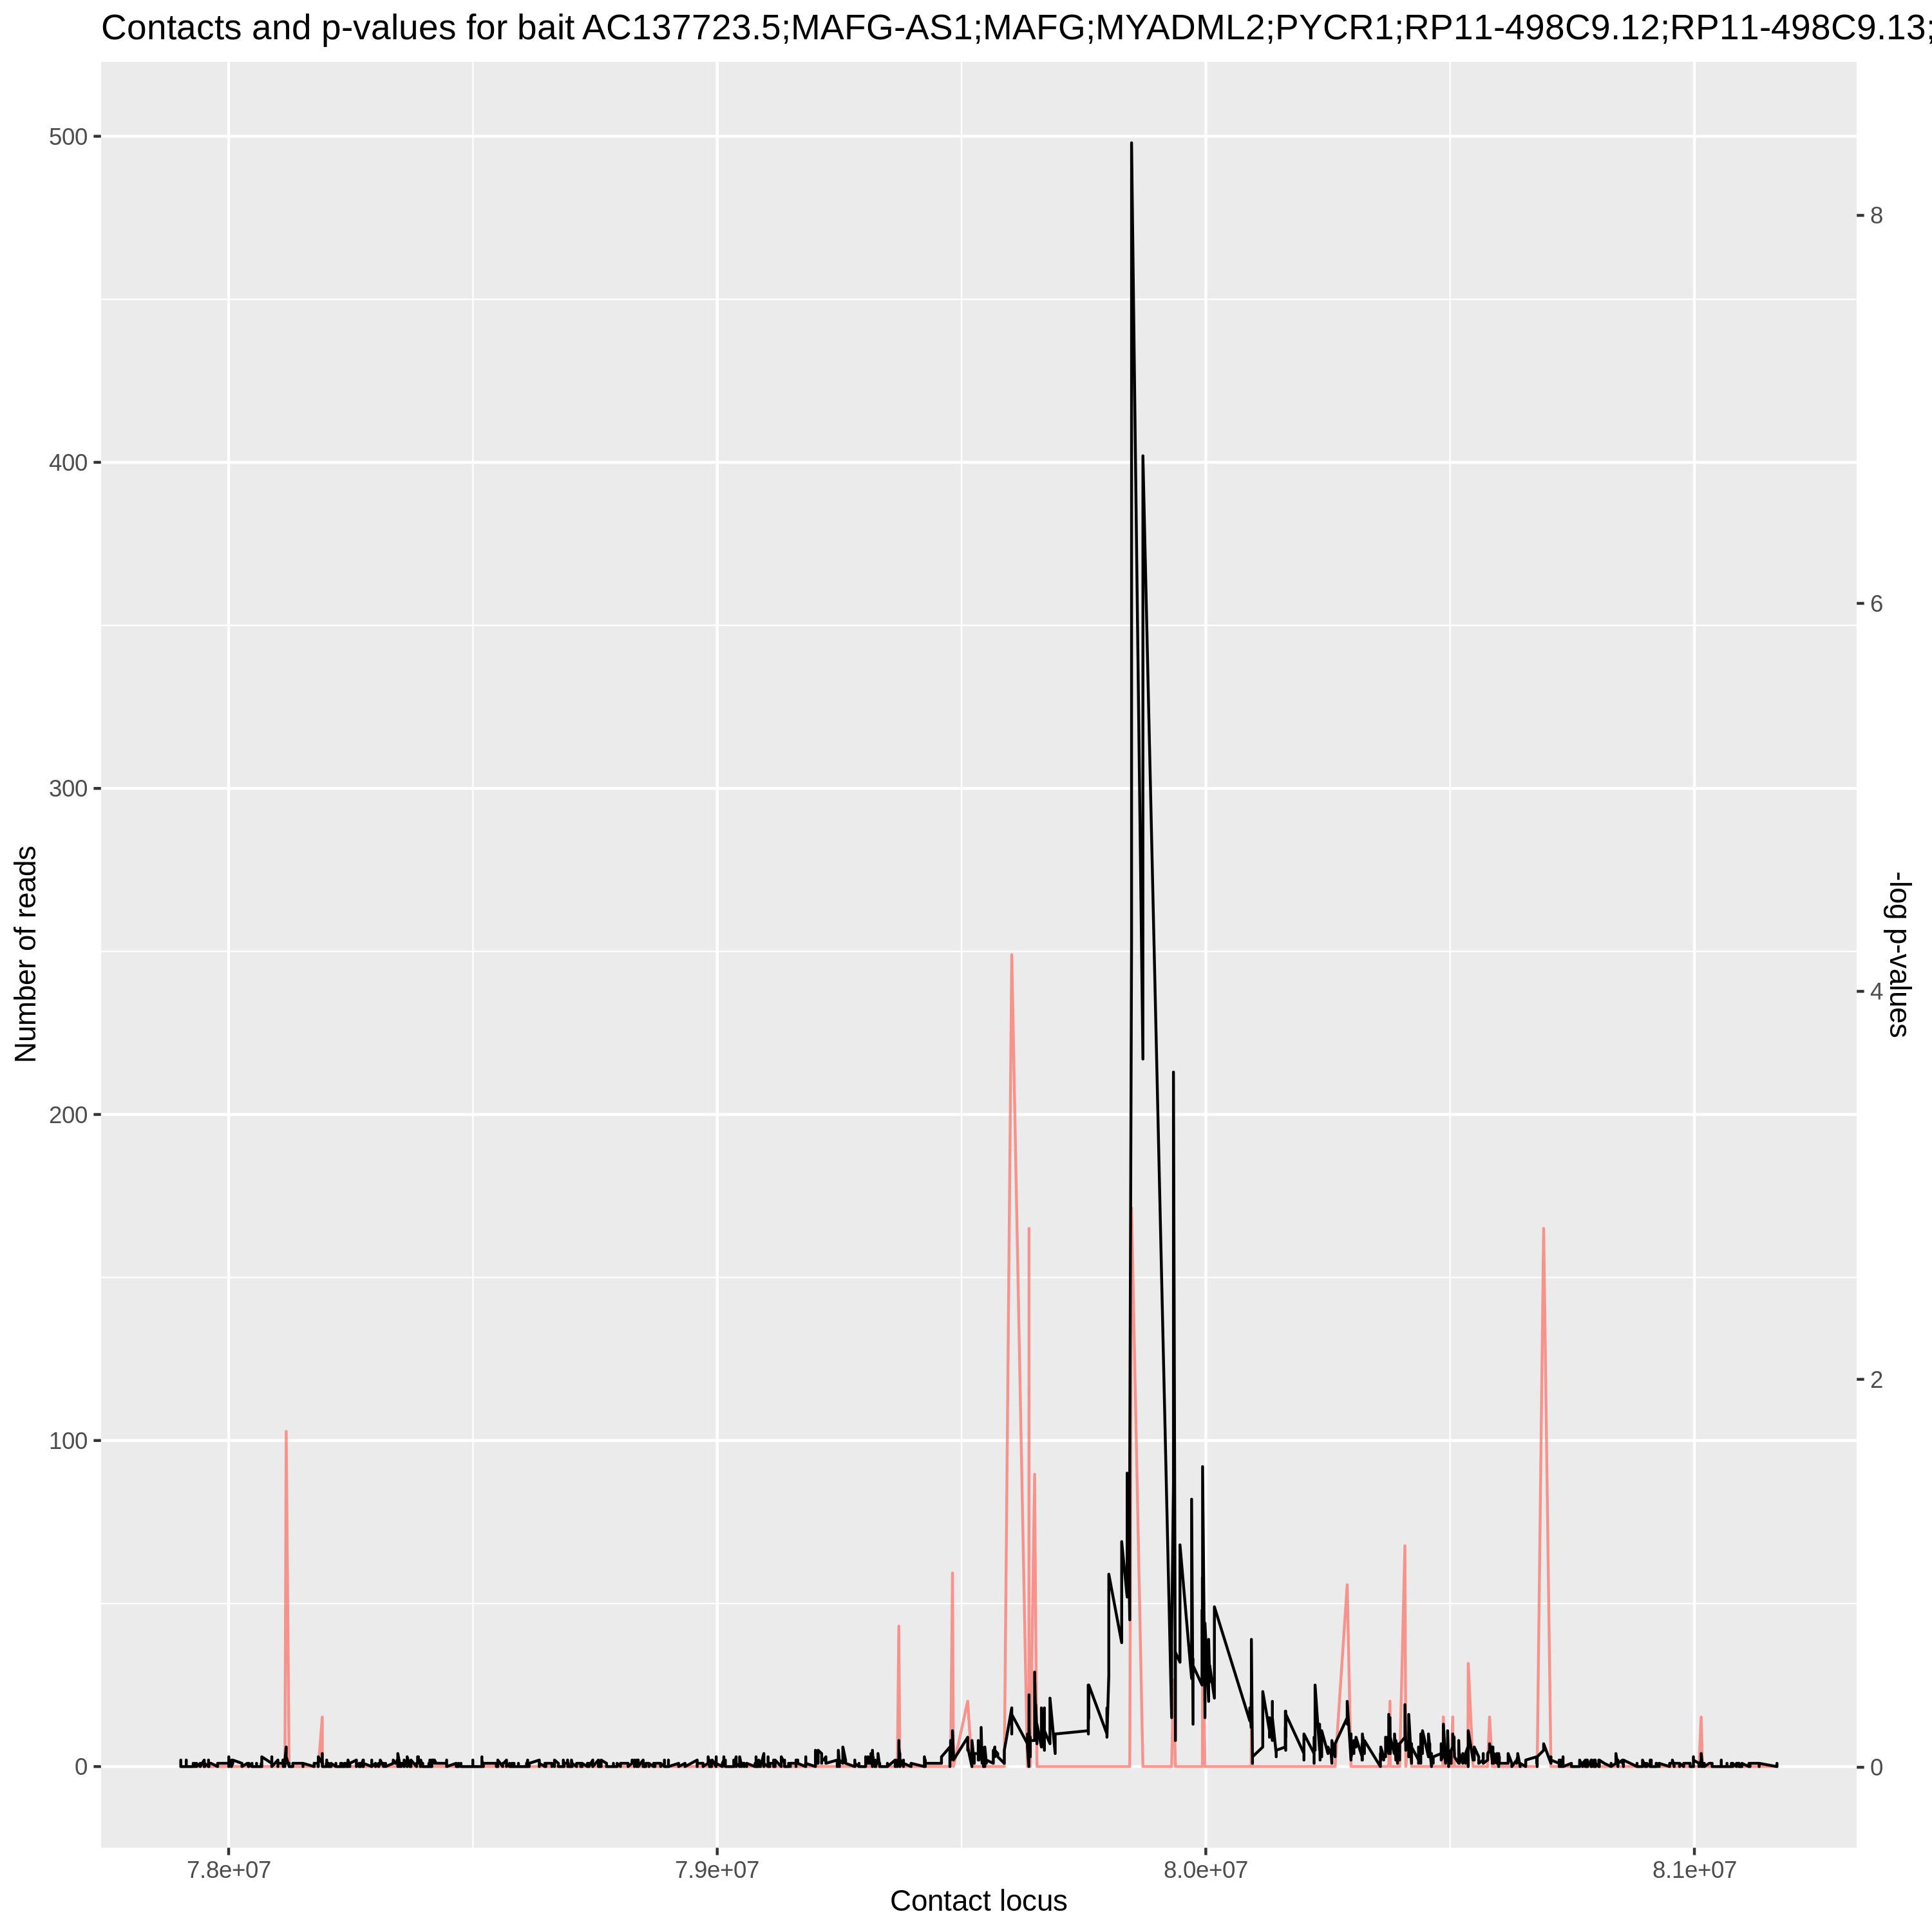 Contacts and p-values for bait AC137723.5;MAFG-AS1;MAFG;MYADML2;PYCR1;RP11-498C9.12;RP11-498C9.13;
500
400
300
200
100
0
Number of reads
8
6
4
2
0
-log p-values
7.8e+07
7.9e+07
8.0e+07
8.1e+07
Contact locus